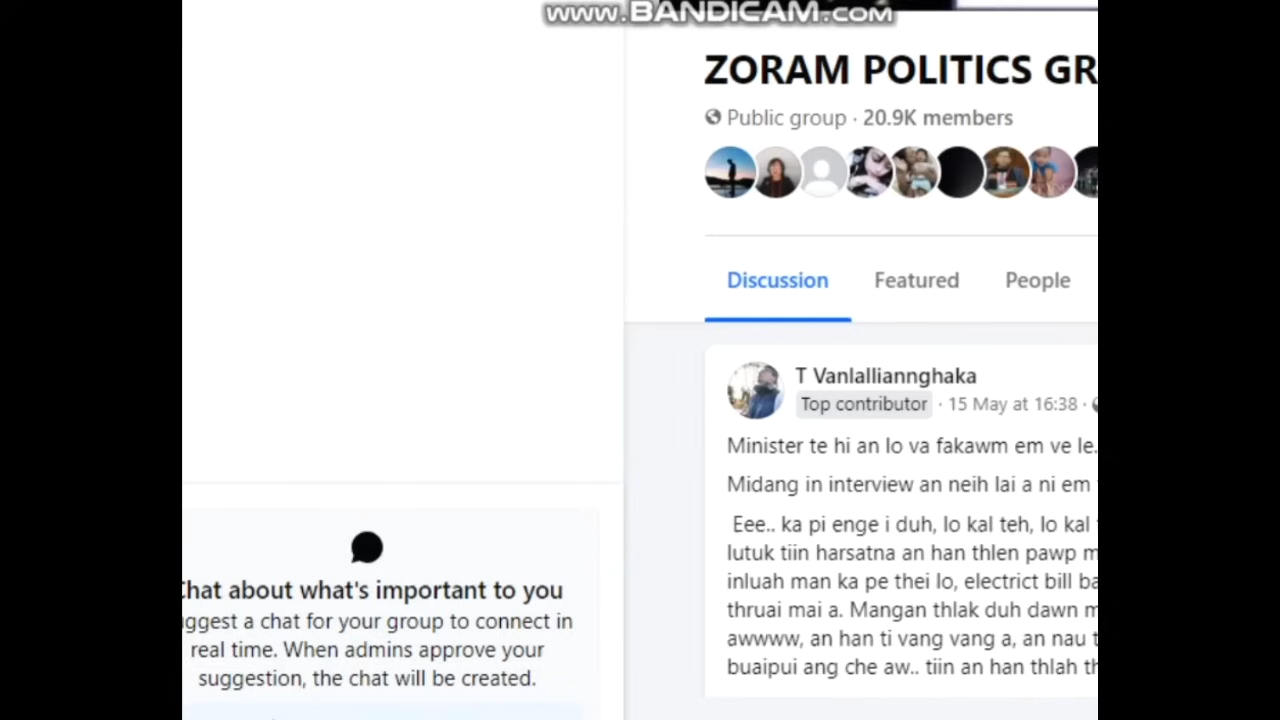 www.BANDICAM.com
ZORAM POLITICS GR
Public group · 20.9K members
Discussion
Featured
People
T Vanlalliannghaka
Top contributor · 15 May at 16:38 ·
Minister te hi an lo va fakawm em ve le.
Midang in interview an neih lai a ni em
Eee.. ka pi enge i duh, lo kal teh, lo kal
lutuk tiin harsatna an han thlen pawp m
inluah man ka pe thei lo, electrict bill ba
thruai mai a. Mangan thlak duh dawn m
awwww, an han ti vang vang a, an nau t
buaipui ang che aw.. tiin an han thlah th
Chat about what's important to you
ggest a chat for your group to connect in
real time. When admins approve your
suggestion, the chat will be created.